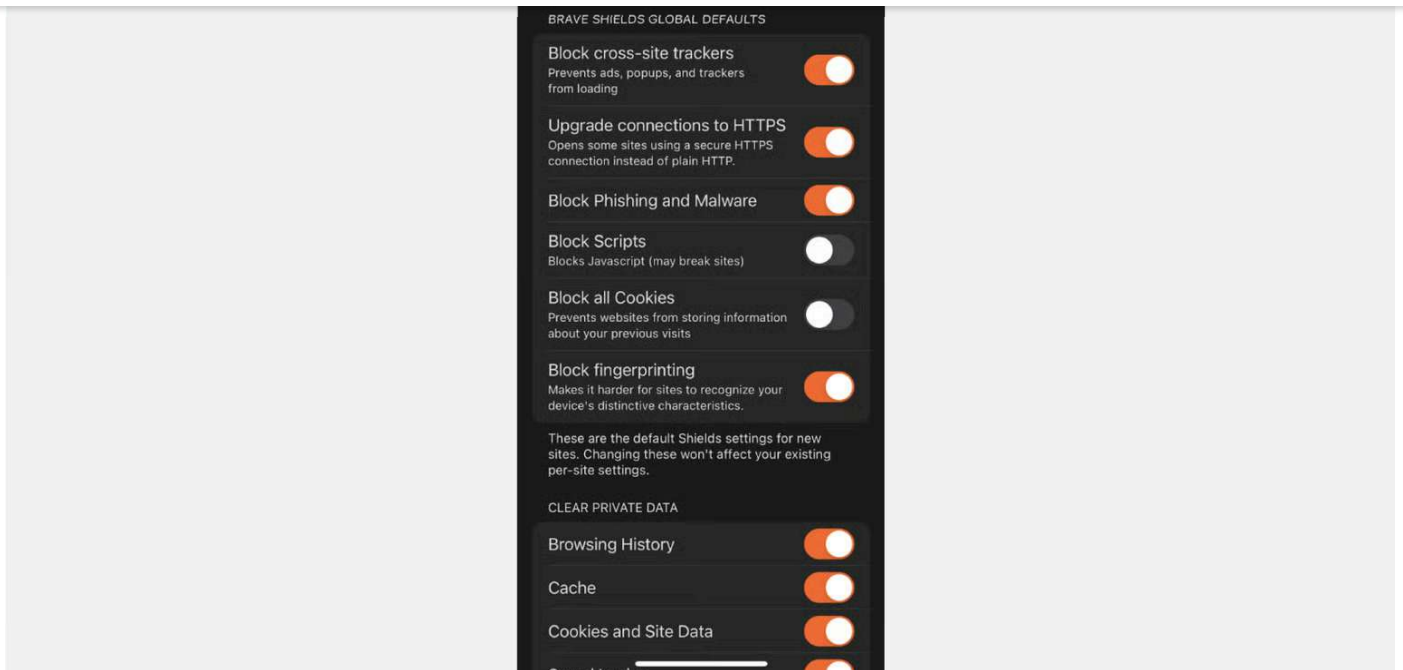 BRAVE SHIELDS GLOBAL DEFAULTS
Block cross-site trackers
Prevents ads, popups, and trackers
from loading
Upgrade connections to HTTPS
Opens some sites using a secure HTTPS
connection instead of plain HTTP.
Block Phishing and Malware
Block Scripts
Blocks Javascript (may break sites)
Block all Cookies
Prevents websites from storing information
about your previous visits
Block fingerprinting
Makes it harder for sites to recognize your
device's distinctive characteristics.
These are the default Shields settings for new
sites. Changing these won't affect your existing
per-site settings.
CLEAR PRIVATE DATA
Browsing History
Cache
Cookies and Site Data